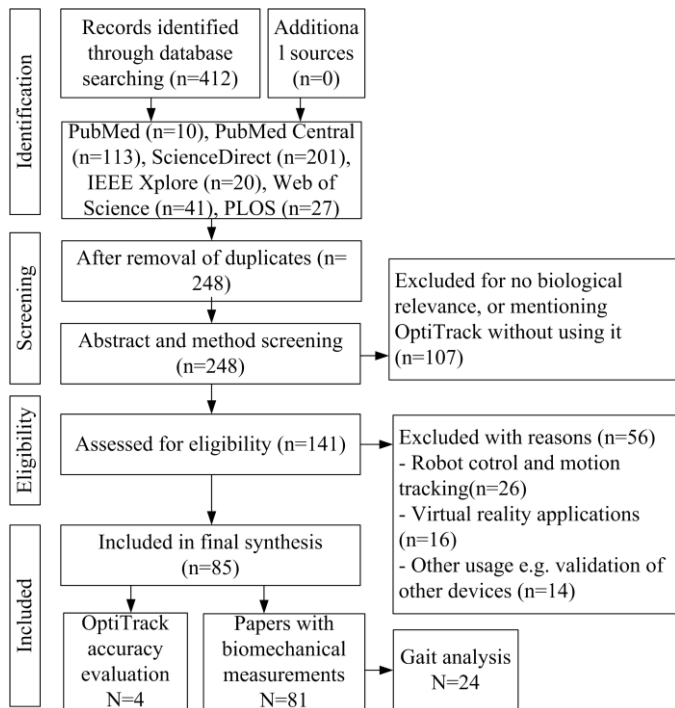 Identification
Records identified
through database
searching (n=412)
Additiona
l sources
(n=0)
PubMed (n=10), PubMed Central
(n=113), ScienceDirect (n=201),
IEEE Xplore (n=20), Web of
Science (n=41), PLOS (n=27)
Screening
After removal of duplicates (n=
248)
Abstract and method screening
(n=248)
Excluded for no biological
relevance, or mentioning
OptiTrack without using it
(n=107)
Eligibility
Assessed for eligibility (n=141)
Excluded with reasons (n=56)
- Robot cotrol and motion
tracking(n=26)
- Virtual reality applications
(n=16)
- Other usage e.g. validation of
other devices (n=14)
Included
Included in final synthesis
(n=85)
OptiTrack
accuracy
evaluation
N=4
Papers with
biomechanical
measurements
N=81
Gait analysis
N=24